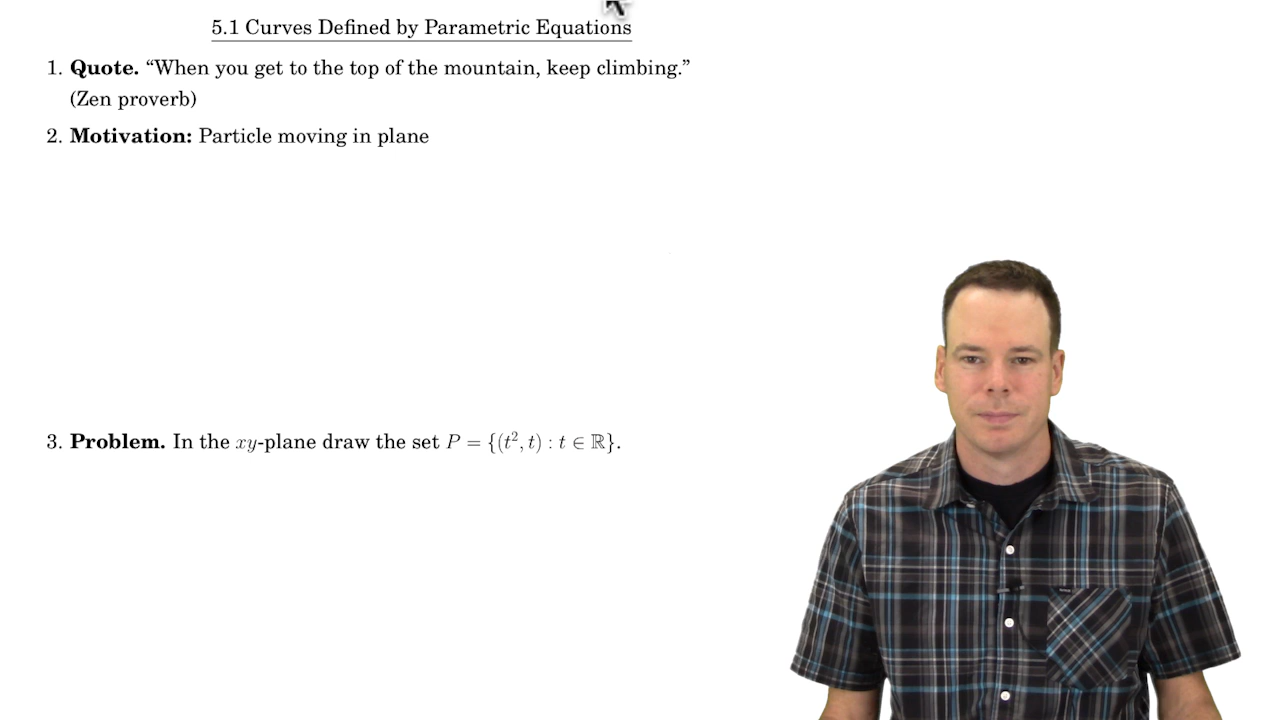 5.1 Curves Defined by Parametric Equations
1. Quote. “When you get to the top of the mountain, keep climbing.”
(Zen proverb)
2. Motivation: Particle moving in plane
3. Problem. In the xy-plane draw the set P = {(t², t) : t ∈ ℝ}.